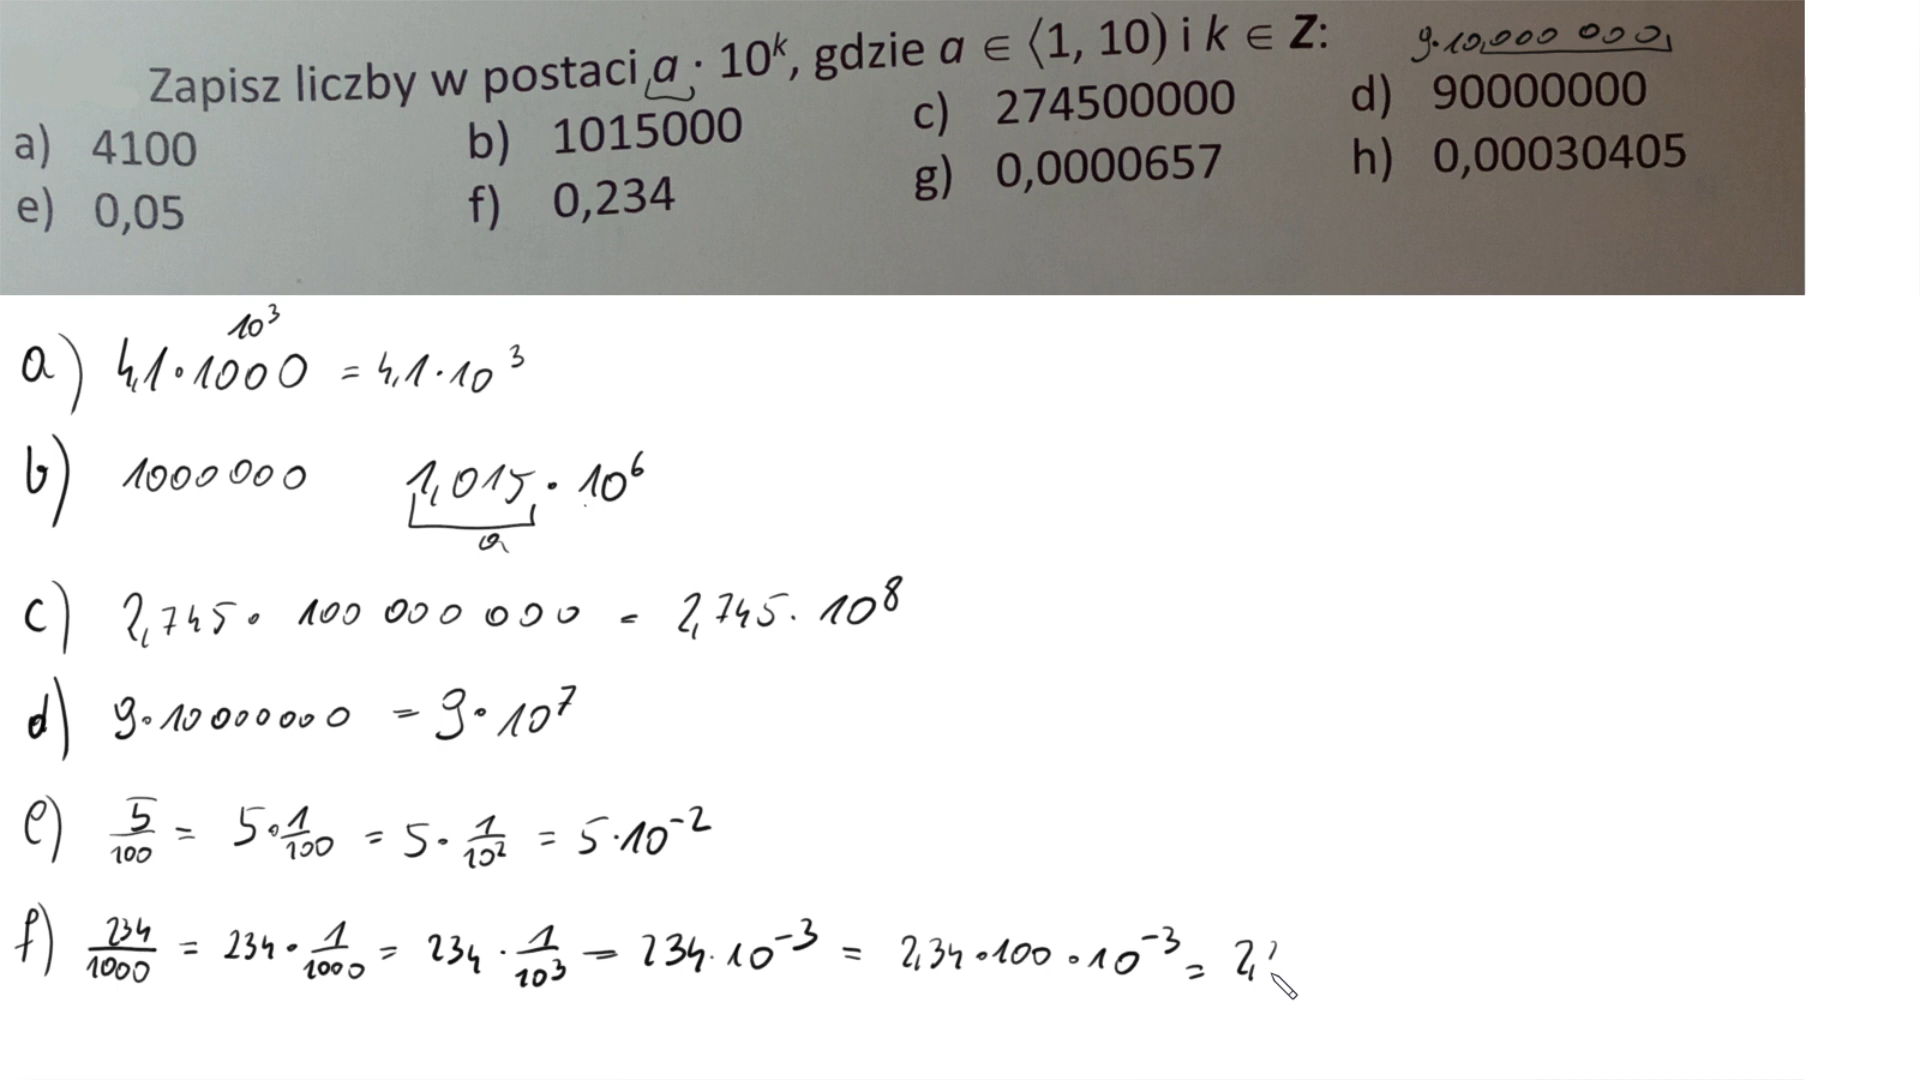 Zapisz liczby w postaci a · 10^k, gdzie a ∈ ⟨1, 10) i k ∈ Z:
9·10,000 000,
a) 4100 b) 1015000 c) 274500000 d) 90000000
e) 0,05 f) 0,234 g) 0,0000657 h) 0,00030405
10^3
a) 4,1·1000 = 4,1·10^3
b) 1000 000 1,015 · 10^6
a
c) 2,745 · 100 000 000 = 2,745 · 10^8
d) 9·10000000 = 9·10^7
e) 5/100 = 5·1/100 = 5·1/10^2 = 5·10^-2
f) 234/1000 = 234·1/1000 = 234·1/10^3 = 234·10^-3 = 2,34·100·10^-3 = 2,